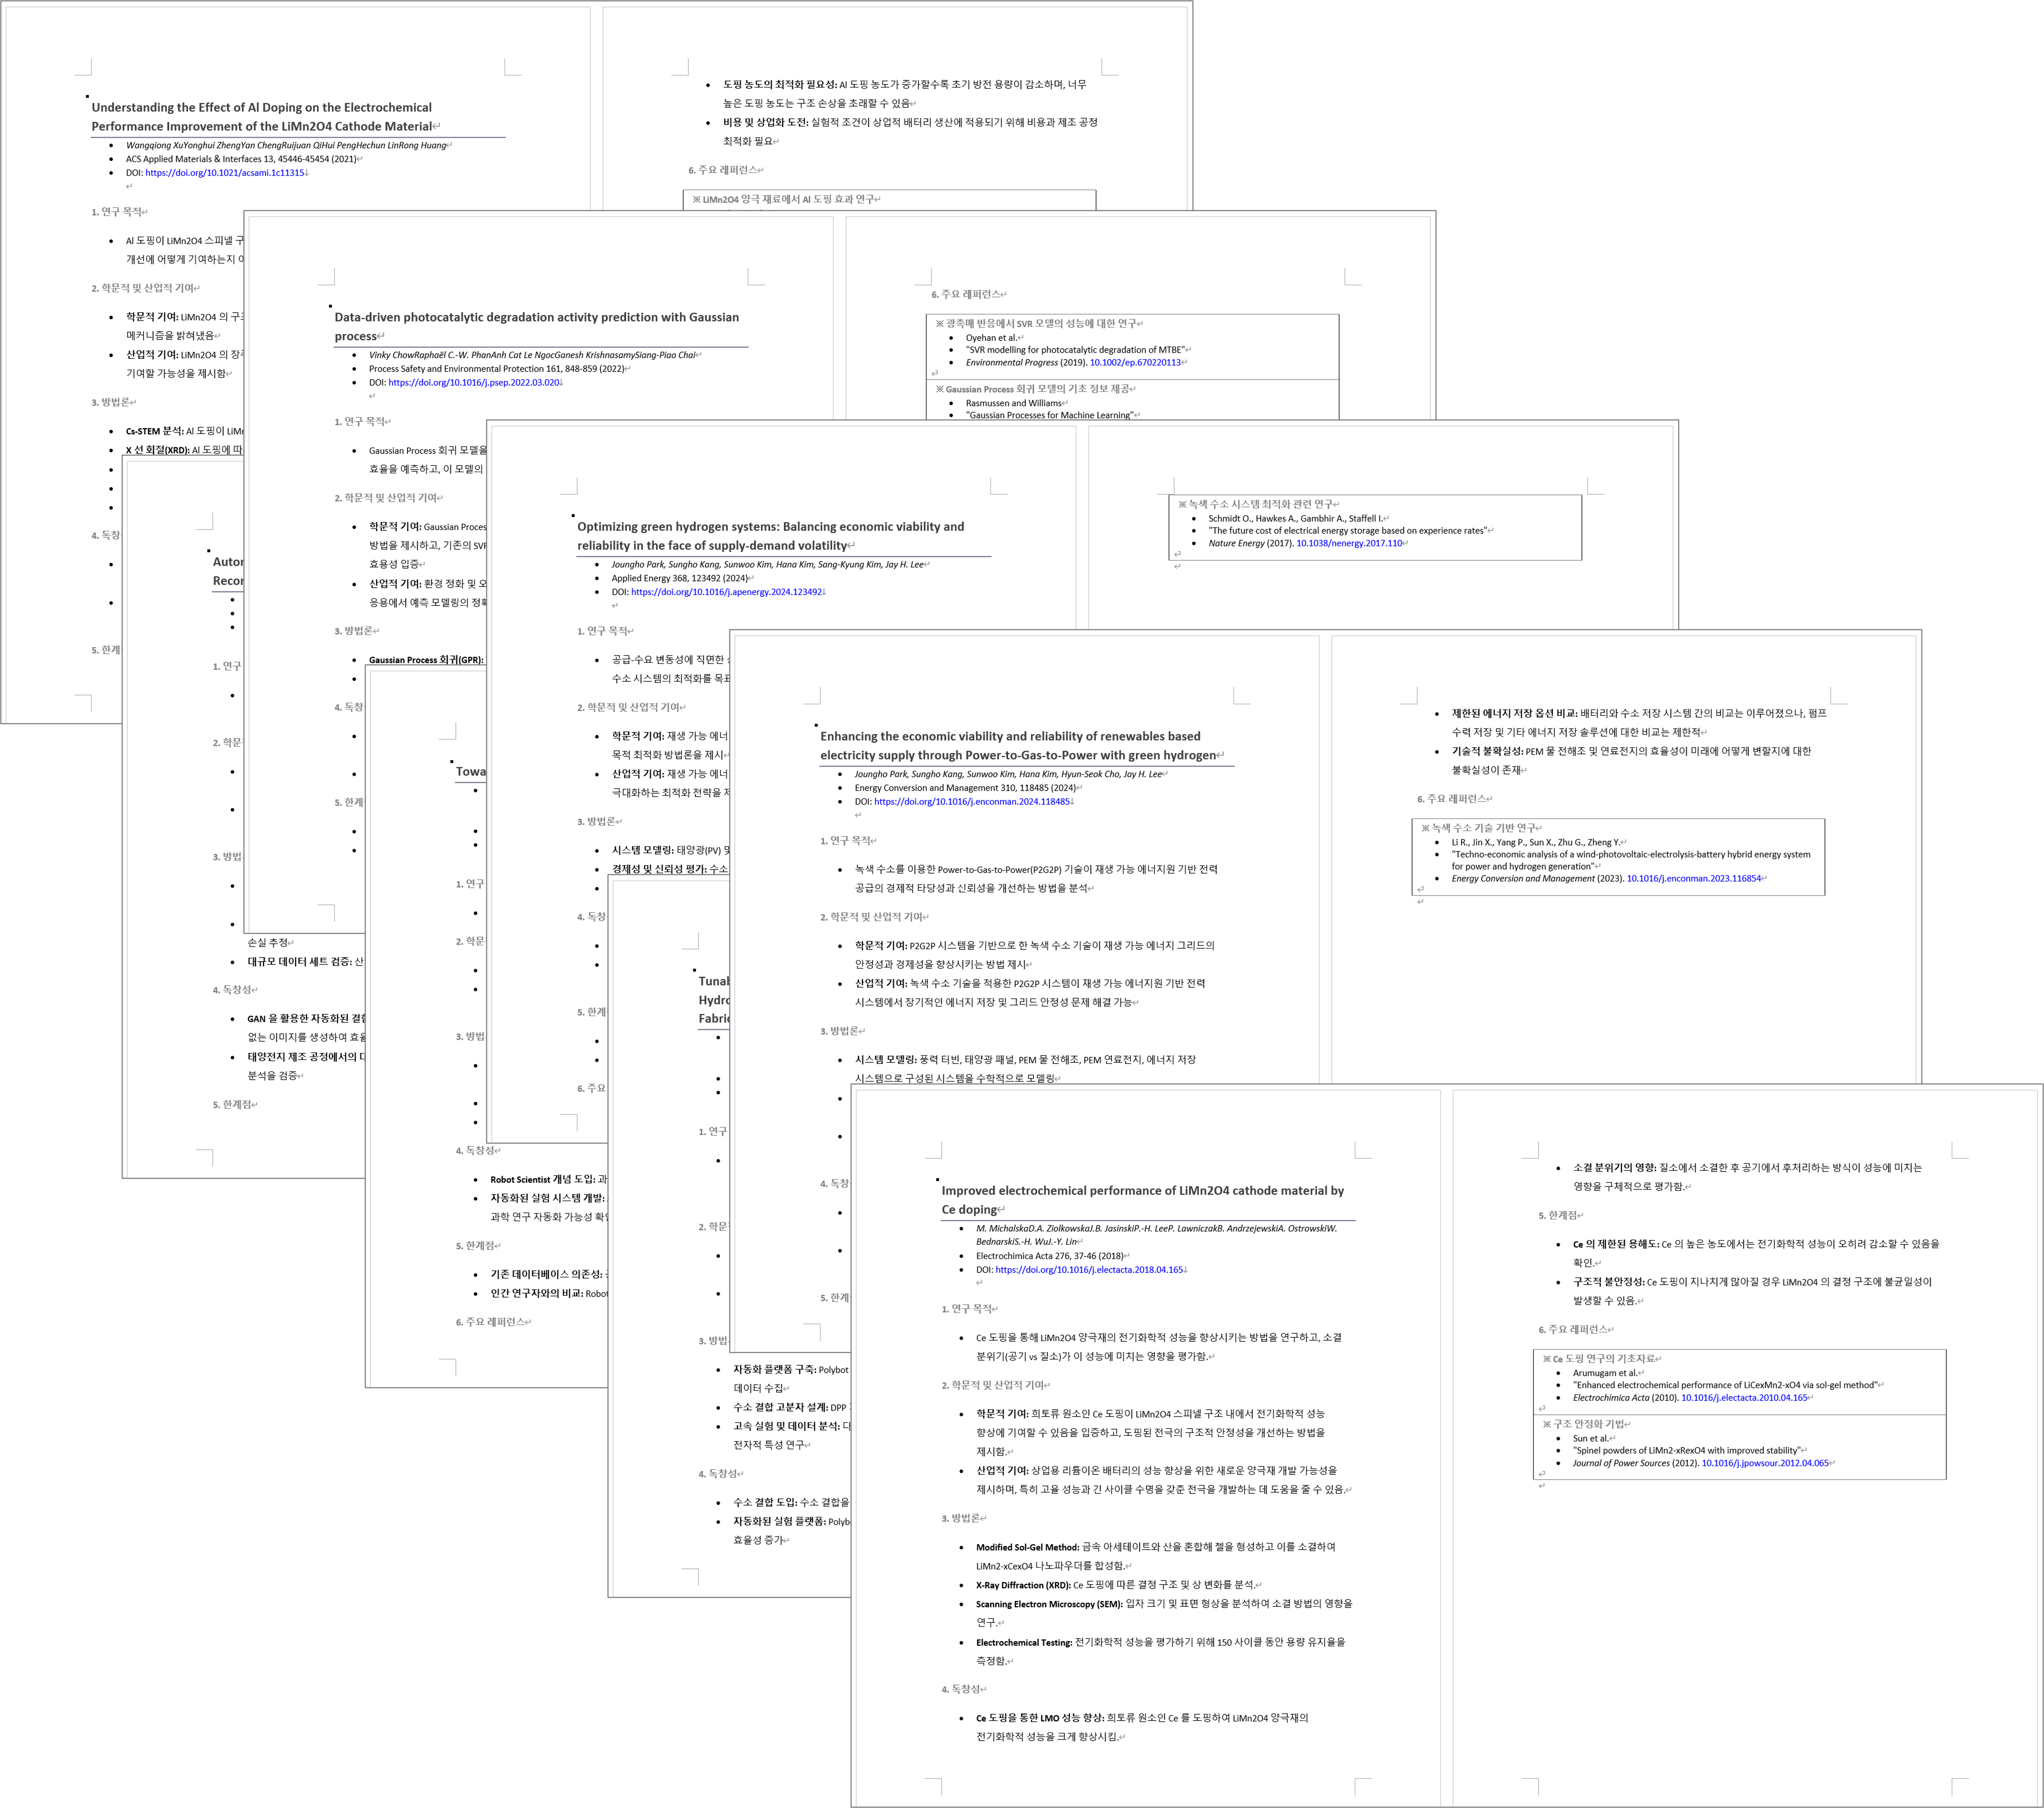 Understanding the Effect of Al Doping on the Electrochemical
Performance Improvement of the LiMn2O4 Cathode Material
Wangqiong XuYonghui ZhengYan ChengRuijuan QiHui PengHechun LinRong Huang
ACS Applied Materials & Interfaces 13, 45446-45454 (2021)
DOI: https://doi.org/10.1021/acsami.1c11315
1. 연구 목적
Al 도핑이 LiMn2O4 스피넬
개선에 어떻게 기여하는지
2. 학문적 및 산업적 기여
학문적 기여: LiMn2O4 의
메커니즘을 밝혀냈음
산업적 기여: LiMn2O4 의
기여할 가능성을 제시함
3. 방법론
Cs-STEM 분석: Al 도핑이
X 선 회절(XRD): Al 도핑에
4. 독창
5. 한계
도핑 농도의 최적화 필요성: Al 도핑 농도가 증가할수록 초기 방전 용량이 감소하며, 너무
높은 도핑 농도는 구조 손상을 초래할 수 있음
비용 및 상업화 도전: 실험적 조건이 상업적 배터리 생산에 적용되기 위해 비용과 제조 공정
최적화 필요
6. 주요 레퍼런스
※ LiMn2O4 양극 재료에서 Al 도핑 효과 연구
1. 연구
2. 학문
3. 방법
손실 추정
대규모 데이터 세트 검증:
4. 독창성
GAN 을 활용한 자동화된
없는 이미지를 생성하여
태양전지 제조 공정에서의
분석을 검증
5. 한계점
Data-driven photocatalytic degradation activity prediction with Gaussian
process
Vinky ChowRaphaël C.-W. PhanAnh Cat Le NgocGanesh KrishnasamySiang-Piao Chai
Process Safety and Environmental Protection 161, 848-859 (2022)
DOI: https://doi.org/10.1016/j.psep.2022.03.020
1. 연구 목적
Gaussian Process 회귀 모델을
효율을 예측하고, 이 모델의
2. 학문적 및 산업적 기여
학문적 기여: Gaussian
방법을 제시하고, 기존의
효용성 입증
산업적 기여: 환경 정화 및
응용에서 예측 모델링의
3. 방법론
Gaussian Process 회귀(GPR):
4. 독창
5. 한계
6. 주요 레퍼런스
※ 광촉매 반응에서 SVR 모델의 성능에 대한 연구
Oyehan et al.
"SVR modelling for photocatalytic degradation of MTBE"
Environmental Progress (2019). 10.1002/ep.670220113
※ Gaussian Process 회귀 모델의 기초 정보 제공
Rasmussen and Williams
"Gaussian Processes for Machine Learning"
1. 연구
2. 학문
3. 방법
4. 독창성
Robot Scientist 개념 도입:
자동화된 실험 시스템 개발:
과학 연구 자동화 가능성
5. 한계점
기존 데이터베이스 의존성:
인간 연구자와의 비교:
6. 주요 레퍼런스
Optimizing green hydrogen systems: Balancing economic viability and
reliability in the face of supply-demand volatility
Joungho Park, Sungho Kang, Sunwoo Kim, Hana Kim, Sang-Kyung Kim, Jay H. Lee
Applied Energy 368, 123492 (2024)
DOI: https://doi.org/10.1016/j.apenergy.2024.123492
1. 연구 목적
공급-수요 변동성에 직면한
수소 시스템의 최적화를
2. 학문적 및 산업적 기여
학문적 기여: 재생 가능
목적 최적화 방법론을 제시
산업적 기여: 재생 가능
극대화하는 최적화 전략을
3. 방법론
시스템 모델링: 태양광(PV) 및
경제성 및 신뢰성 평가: 수소
4. 독창
5. 한계
6. 주요
※ 녹색 수소 시스템 최적화 관련 연구
Schmidt O., Hawkes A., Gambhir A., Staffell I.
"The future cost of electrical energy storage based on experience rates"
Nature Energy (2017). 10.1038/nenergy.2017.110
1. 연구
2. 학문
3. 방법
자동화 플랫폼 구축: Polybot
데이터 수집
수소 결합 고분자 설계: DPP
고속 실험 및 데이터 분석:
전자적 특성 연구
4. 독창성
수소 결합 도입: 수소 결합을
자동화된 실험 플랫폼:
효율성 증가
Enhancing the economic viability and reliability of renewables based
electricity supply through Power-to-Gas-to-Power with green hydrogen
Joungho Park, Sungho Kang, Sunwoo Kim, Hana Kim, Hyun-Seok Cho, Jay H. Lee
Energy Conversion and Management 310, 118485 (2024)
DOI: https://doi.org/10.1016/j.enconman.2024.118485
1. 연구 목적
녹색 수소를 이용한 Power-to-Gas-to-Power(P2G2P) 기술이 재생 가능 에너지원 기반 전력
공급의 경제적 타당성과 신뢰성을 개선하는 방법을 분석
2. 학문적 및 산업적 기여
학문적 기여: P2G2P 시스템을 기반으로 한 녹색 수소 기술이 재생 가능 에너지 그리드의
안정성과 경제성을 향상시키는 방법 제시
산업적 기여: 녹색 수소 기술을 적용한 P2G2P 시스템이 재생 가능 에너지원 기반 전력
시스템에서 장기적인 에너지 저장 및 그리드 안정성 문제 해결 가능
3. 방법론
시스템 모델링: 풍력 터빈, 태양광 패널, PEM 물 전해조, PEM 연료전지, 에너지 저장
시스템으로 구성된 시스템을 수학적으로 모델링
4. 독창
5. 한계
제한된 에너지 저장 옵션 비교: 배터리와 수소 저장 시스템 간의 비교는 이루어졌으나, 펌프
수력 저장 및 기타 에너지 저장 솔루션에 대한 비교는 제한적
기술적 불확실성: PEM 물 전해조 및 연료전지의 효율성이 미래에 어떻게 변할지에 대한
불확실성이 존재
6. 주요 레퍼런스
※ 녹색 수소 기술 기반 연구
Li R., Jin X., Yang P., Sun X., Zhu G., Zheng Y.
"Techno-economic analysis of a wind-photovoltaic-electrolysis-battery hybrid energy system
for power and hydrogen generation"
Energy Conversion and Management (2023). 10.1016/j.enconman.2023.116854
Improved electrochemical performance of LiMn2O4 cathode material by
Ce doping
M. MichalskaD.A. ZiolkowskaJ.B. JasinskiP.-H. LeeP. LawniczakB. AndrzejewskiA. OstrowskiW.
BednarskiS.-H. WuJ.-Y. Lin
Electrochimica Acta 276, 37-46 (2018)
DOI: https://doi.org/10.1016/j.electacta.2018.04.165
1. 연구 목적
Ce 도핑을 통해 LiMn2O4 양극재의 전기화학적 성능을 향상시키는 방법을 연구하고, 소결
분위기(공기 vs 질소)가 이 성능에 미치는 영향을 평가함.
2. 학문적 및 산업적 기여
학문적 기여: 희토류 원소인 Ce 도핑이 LiMn2O4 스피넬 구조 내에서 전기화학적 성능
향상에 기여할 수 있음을 입증하고, 도핑된 전극의 구조적 안정성을 개선하는 방법을
제시함.
산업적 기여: 상업용 리튬이온 배터리의 성능 향상을 위한 새로운 양극재 개발 가능성을
제시하며, 특히 고율 성능과 긴 사이클 수명을 갖춘 전극을 개발하는 데 도움을 줄 수 있음.
3. 방법론
Modified Sol-Gel Method: 금속 아세테이트와 산을 혼합해 젤을 형성하고 이를 소결하여
LiMn2-xCexO4 나노파우더를 합성함.
X-Ray Diffraction (XRD): Ce 도핑에 따른 결정 구조 및 상 변화를 분석.
Scanning Electron Microscopy (SEM): 입자 크기 및 표면 형상을 분석하여 소결 방법의 영향을
연구.
Electrochemical Testing: 전기화학적 성능을 평가하기 위해 150 사이클 동안 용량 유지율을
측정함.
4. 독창성
Ce 도핑을 통한 LMO 성능 향상: 희토류 원소인 Ce 를 도핑하여 LiMn2O4 양극재의
전기화학적 성능을 크게 향상시킴.
소결 분위기의 영향: 질소에서 소결한 후 공기에서 후처리하는 방식이 성능에 미치는
영향을 구체적으로 평가함.
5. 한계점
Ce 의 제한된 용해도: Ce 의 높은 농도에서는 전기화학적 성능이 오히려 감소할 수 있음을
확인.
구조적 불안정성: Ce 도핑이 지나치게 많아질 경우 LiMn2O4 의 결정 구조에 불균일성이
발생할 수 있음.
6. 주요 레퍼런스
※ Ce 도핑 연구의 기초자료
Arumugam et al.
"Enhanced electrochemical performance of LiCexMn2-xO4 via sol-gel method"
Electrochimica Acta (2010). 10.1016/j.electacta.2010.04.165
※ 구조 안정화 기법
Sun et al.
"Spinel powders of LiMn2-xRexO4 with improved stability"
Journal of Power Sources (2012). 10.1016/j.jpowsour.2012.04.065